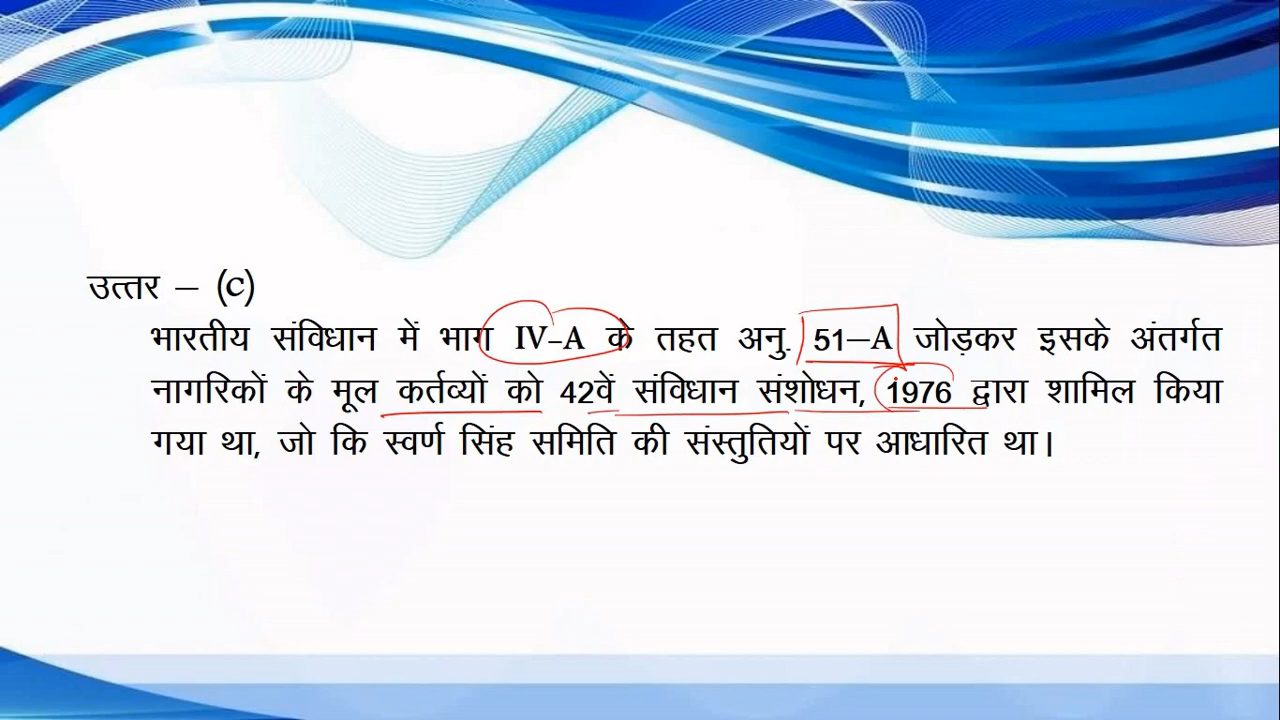 उत्तर – (c)
भारतीय संविधान में भाग IV-A के तहत अनु. 51–A जोड़कर इसके अंतर्गत
नागरिकों के मूल कर्तव्यों को 42वें संविधान संशोधन, 1976 द्वारा शामिल किया
गया था, जो कि स्वर्ण सिंह समिति की संस्तुतियों पर आधारित था।